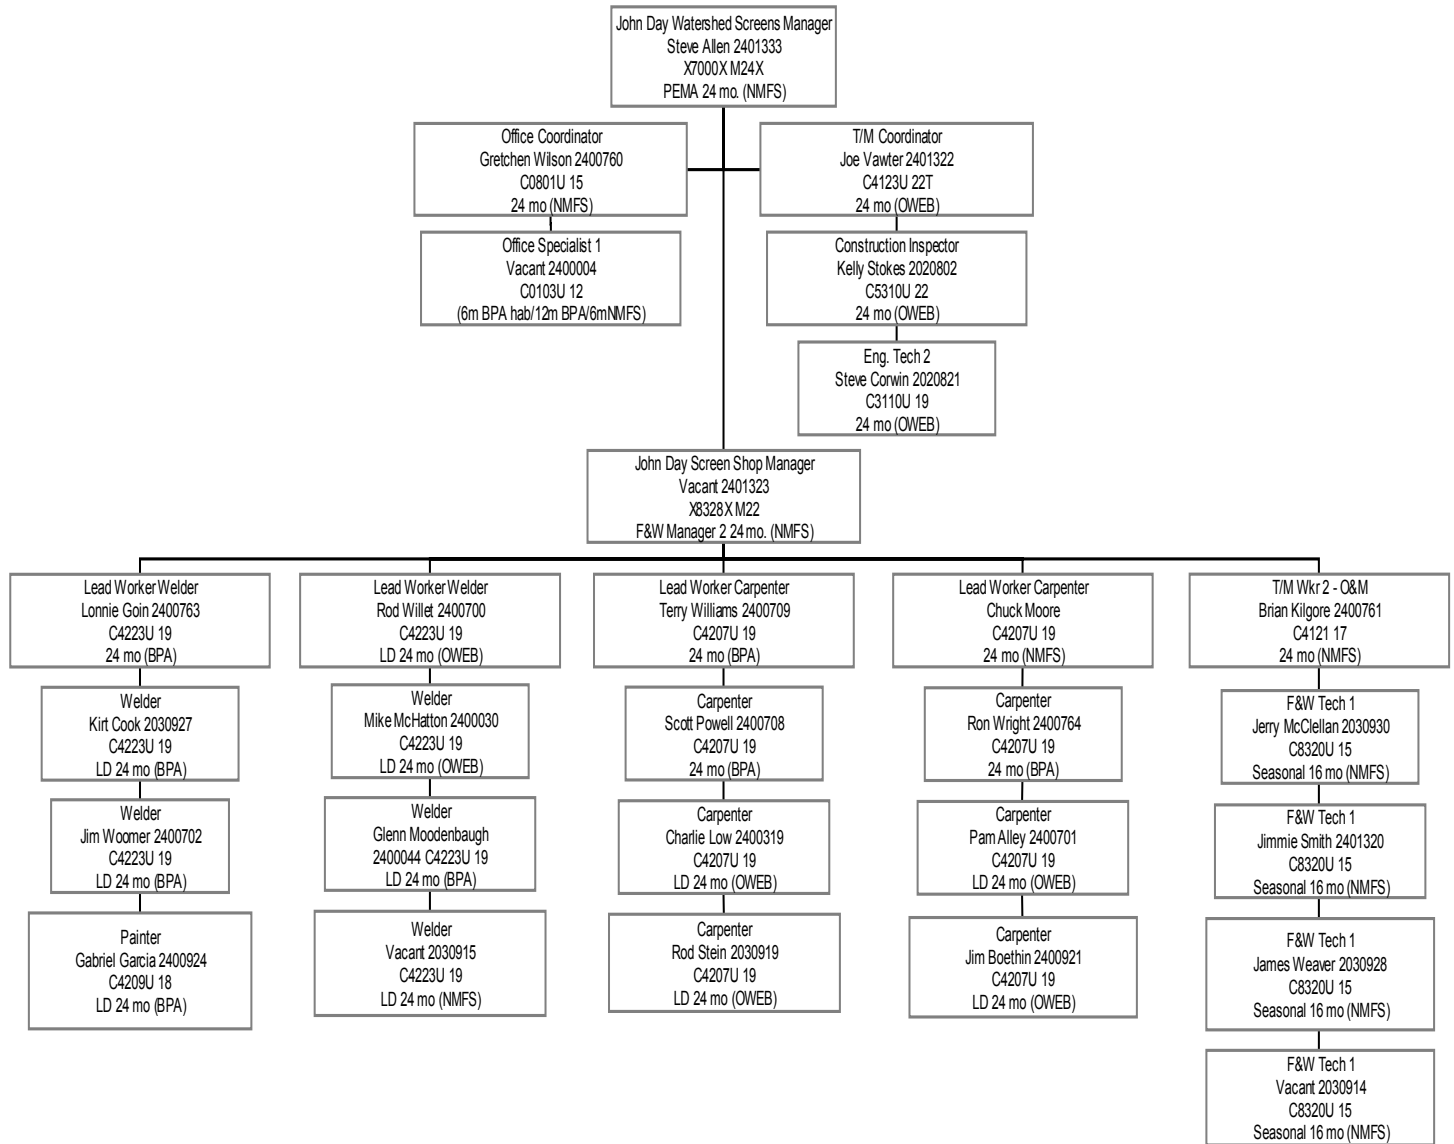 John Day Watershed Screens Manager
Steve Allen 2401333
X7000X M24X
PEMA 24 mo. (NMFS)
Office Coordinator
Gretchen Wilson 2400760
C0801U 15
24 mo (NMFS)
T/M Coordinator
Joe Vawter 2401322
C4123U 22T
24 mo (OWEB)
Office Specialist 1
Vacant 2400004
C0103U 12
(6m BPA hab/12m BPA/6mNMFS)
Construction Inspector
Kelly Stokes 2020802
C5310U 22
24 mo (OWEB)
Eng. Tech 2
Steve Corwin 2020821
C3110U 19
24 mo (OWEB)
John Day Screen Shop Manager
Vacant 2401323
X8328X M22
F&W Manager 2 24 mo. (NMFS)
Lead Worker Welder
Lonnie Goin 2400763
C4223U 19
24 mo (BPA)
Welder
Kirt Cook 2030927
C4223U 19
LD 24 mo (BPA)
Welder
Jim Woomer 2400702
C4223U 19
LD 24 mo (BPA)
Painter
Gabriel Garcia 2400924
C4209U 18
LD 24 mo (BPA)
Lead Worker Welder
Rod Willet 2400700
C4223U 19
LD 24 mo (OWEB)
Welder
Mike McHatton 2400030
C4223U 19
LD 24 mo (OWEB)
Welder
Glenn Moodenbaugh
2400044 C4223U 19
LD 24 mo (BPA)
Welder
Vacant 2030915
C4223U 19
LD 24 mo (NMFS)
Lead Worker Carpenter
Terry Williams 2400709
C4207U 19
24 mo (BPA)
Carpenter
Scott Powell 2400708
C4207U 19
24 mo (BPA)
Carpenter
Charlie Low 2400319
C4207U 19
LD 24 mo (OWEB)
Carpenter
Rod Stein 2030919
C4207U 19
LD 24 mo (OWEB)
Lead Worker Carpenter
Chuck Moore
C4207U 19
24 mo (NMFS)
Carpenter
Ron Wright 2400764
C4207U 19
24 mo (BPA)
Carpenter
Pam Alley 2400701
C4207U 19
LD 24 mo (OWEB)
Carpenter
Jim Boethin 2400921
C4207U 19
LD 24 mo (OWEB)
T/M Wkr 2 - O&M
Brian Kilgore 2400761
C4121 17
24 mo (NMFS)
F&W Tech 1
Jerry McClellan 2030930
C8320U 15
Seasonal 16 mo (NMFS)
F&W Tech 1
Jimmie Smith 2401320
C8320U 15
Seasonal 16 mo (NMFS)
F&W Tech 1
James Weaver 2030928
C8320U 15
Seasonal 16 mo (NMFS)
F&W Tech 1
Vacant 2030914
C8320U 15
Seasonal 16 mo (NMFS)